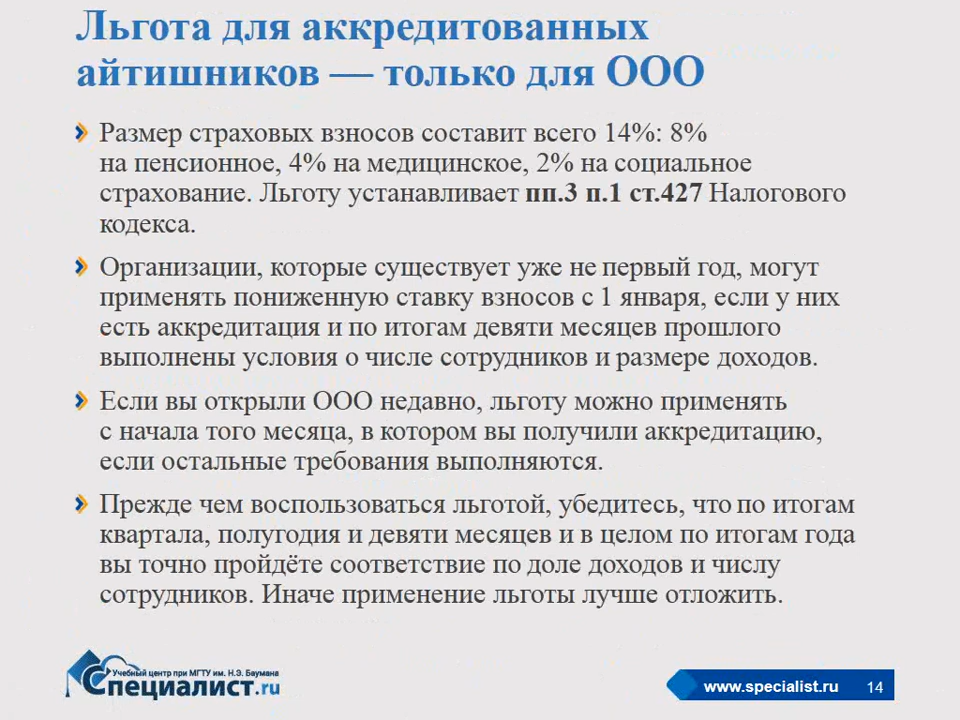 Льгота для аккредитованных
айтишников — только для ООО
Размер страховых взносов составит всего 14%: 8%
на пенсионное, 4% на медицинское, 2% на социальное
страхование. Льготу устанавливает пп.3 п.1 ст.427 Налогового
кодекса.
Организации, которые существует уже не первый год, могут
применять пониженную ставку взносов с 1 января, если у них
есть аккредитация и по итогам девяти месяцев прошлого
выполнены условия о числе сотрудников и размере доходов.
Если вы открыли ООО недавно, льготу можно применять
с начала того месяца, в котором вы получили аккредитацию,
если остальные требования выполняются.
Прежде чем воспользоваться льготой, убедитесь, что по итогам
квартала, полугодия и девяти месяцев и в целом по итогам года
вы точно пройдёте соответствие по доле доходов и числу
сотрудников. Иначе применение льготы лучше отложить.
Учебный центр при МГТУ им. Н.Э. Баумана
Специалист.ru
www.specialist.ru 14